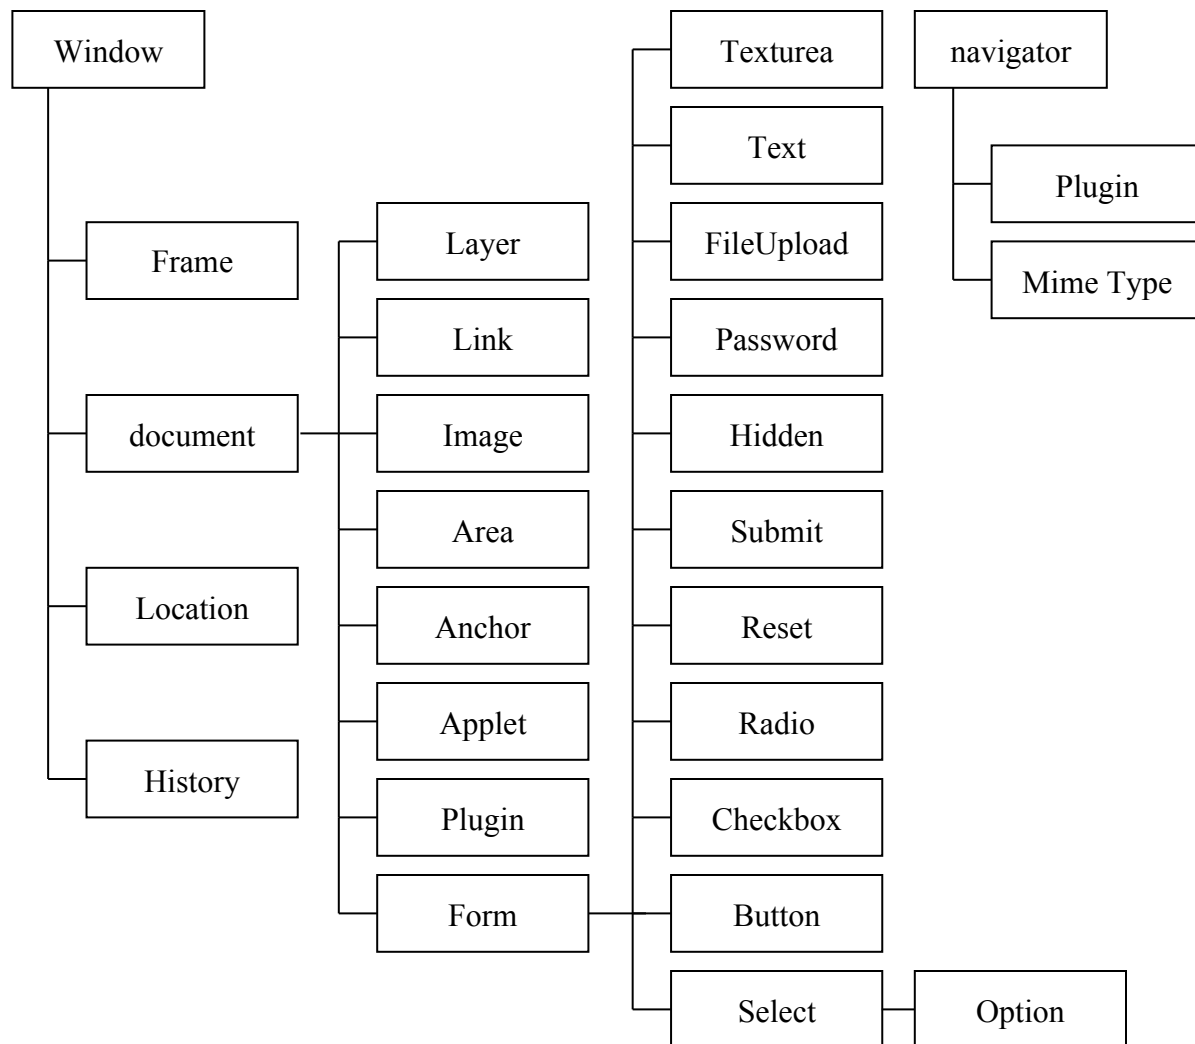 Window
Frame
document
Location
History
Layer
Link
Image
Area
Anchor
Applet
Plugin
Form
Texturea
Text
FileUpload
Password
Hidden
Submit
Reset
Radio
Checkbox
Button
Select
Option
navigator
Plugin
Mime Type